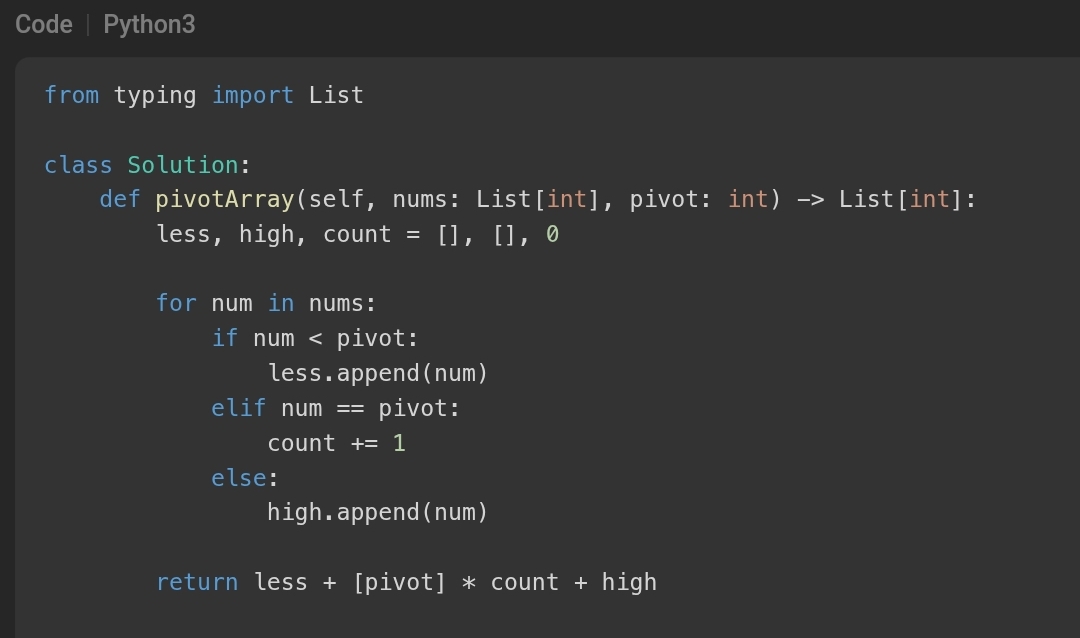 Code | Python3
from typing import List
class Solution:
    def pivotArray(self, nums: List[int], pivot: int) -> List[int]:
        less, high, count = [], [], 0
        for num in nums:
            if num < pivot:
                less.append(num)
            elif num == pivot:
                count += 1
            else:
                high.append(num)
        return less + [pivot] * count + high